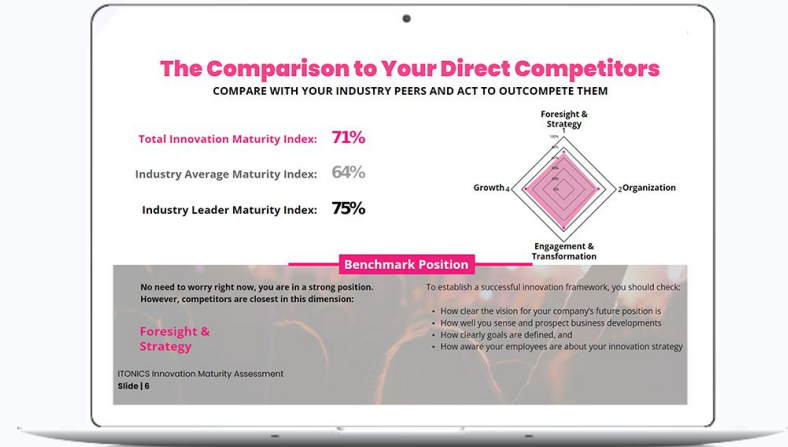 The Comparison to Your Direct Competitors
COMPARE WITH YOUR INDUSTRY PEERS AND ACT TO OUTCOMPETE THEM
Total Innovation Maturity Index: 71%
Industry Average Maturity Index: 64%
Industry Leader Maturity Index: 75%
Foresight &
Strategy
1
100%
Growth 4
2 Organization
Engagement &
Transformation
Benchmark Position
No need to worry right now, you are in a strong position.
However, competitors are closest in this dimension:
Foresight &
Strategy
To establish a successful innovation framework, you should check:
• How clear the vision for your company's future position is
• How well you sense and prospect business developments
• How clearly goals are defined, and
• How aware your employees are about your innovation strategy
ITONICS Innovation Maturity Assessment
Slide | 6